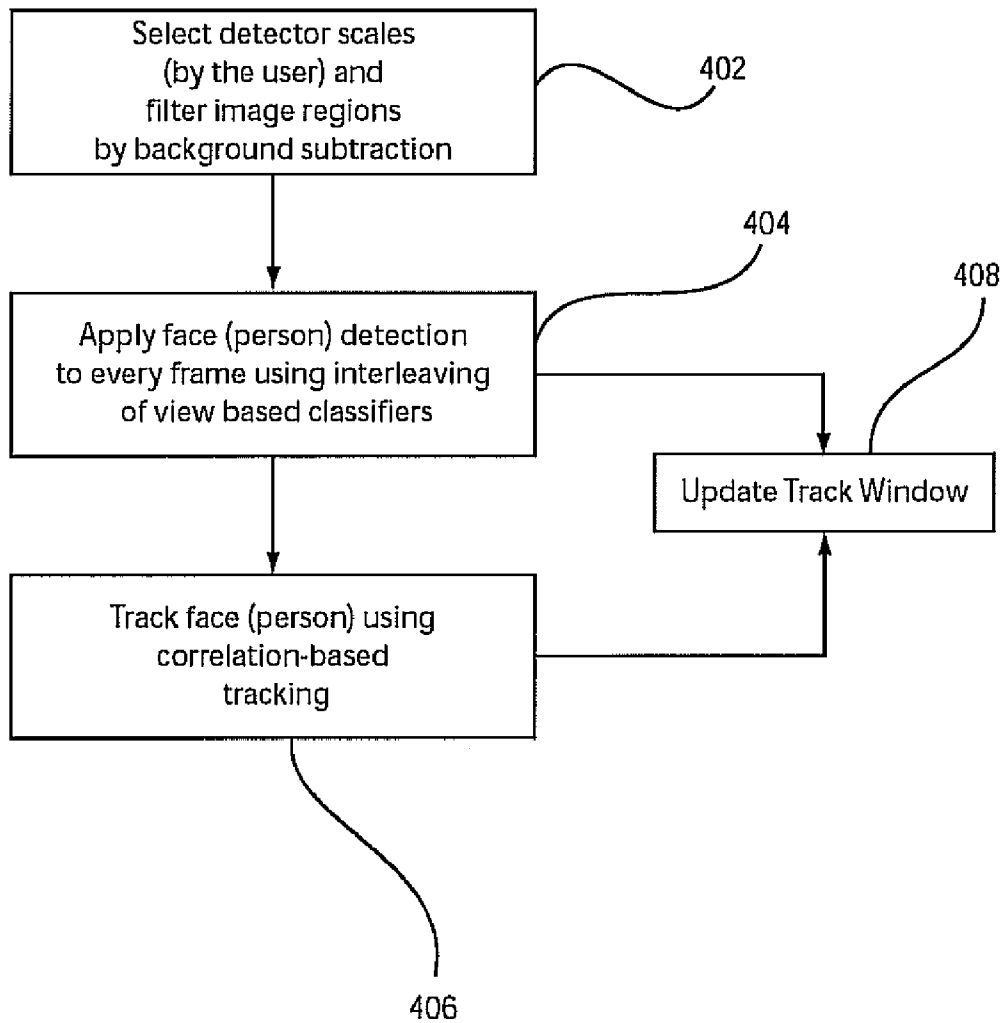 Select detector scales
(by the user) and
filter image regions
by background subtraction
402
404
Apply face (person) detection
to every frame using interleaving
of view based classifiers
408
Update Track Window
Track face (person) using
correlation-based
tracking
406